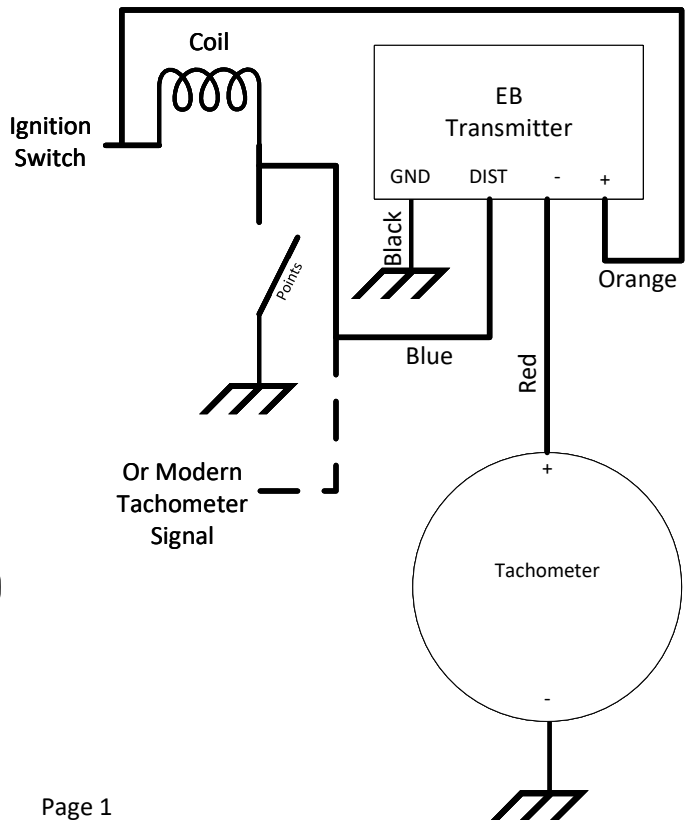 Coil
Ignition
Switch
EB
Transmitter
GND DIST - +
Black
Orange
Points
Blue
Red
Or Modern
Tachometer
Signal
+
Tachometer
-
Page 1